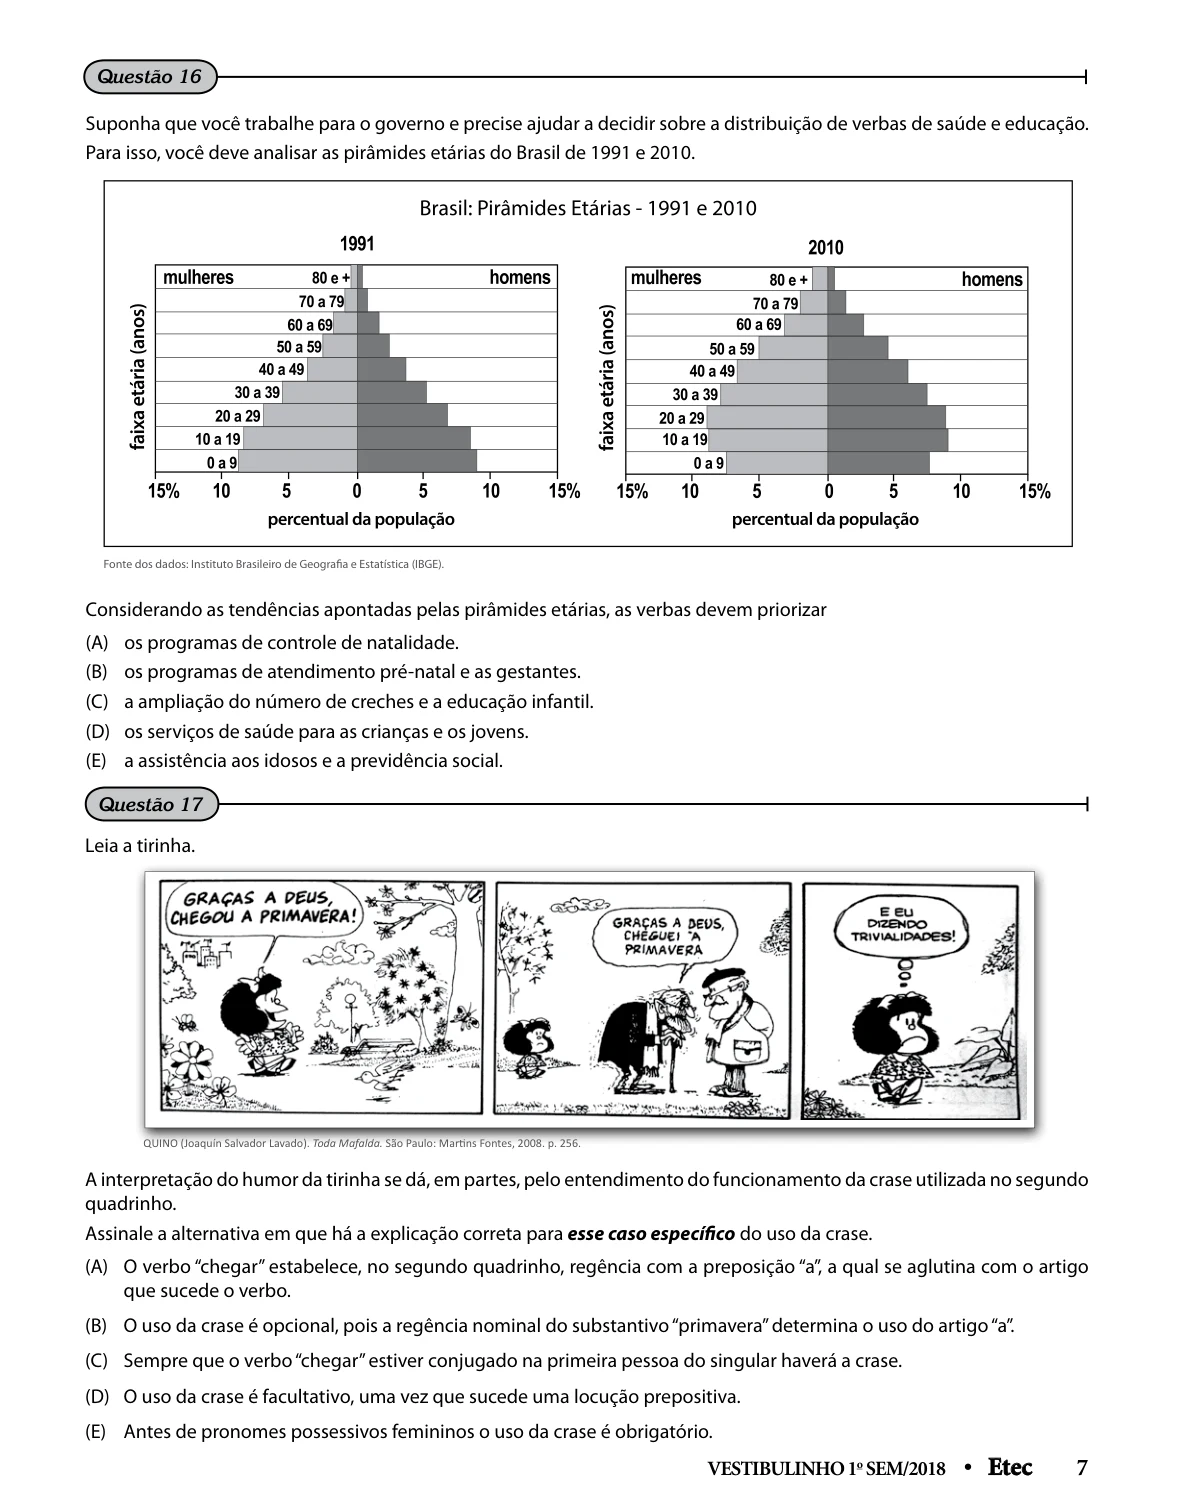 Questão 16
Suponha que você trabalhe para o governo e precise ajudar a decidir sobre a distribuição de verbas de saúde e educação.
Para isso, você deve analisar as pirâmides etárias do Brasil de 1991 e 2010.
Brasil: Pirâmides Etárias - 1991 e 2010
1991
mulheres
homens
faixa etária (anos)
80 e +
70 a 79
60 a 69
50 a 59
40 a 49
30 a 39
20 a 29
10 a 19
0 a 9
15% 10 5 0 5 10 15%
percentual da população
2010
mulheres
homens
faixa etária (anos)
80 e +
70 a 79
60 a 69
50 a 59
40 a 49
30 a 39
20 a 29
10 a 19
0 a 9
15% 10 5 0 5 10 15%
percentual da população
Fonte dos dados: Instituto Brasileiro de Geografia e Estatística (IBGE).
Considerando as tendências apontadas pelas pirâmides etárias, as verbas devem priorizar
(A) os programas de controle de natalidade.
(B) os programas de atendimento pré-natal e as gestantes.
(C) a ampliação do número de creches e a educação infantil.
(D) os serviços de saúde para as crianças e os jovens.
(E) a assistência aos idosos e a previdência social.
Questão 17
Leia a tirinha.
GRAÇAS A DEUS,
CHEGOU A PRIMAVERA!
GRAÇAS A DEUS,
CHEGUEI `A
PRIMAVERA
E EU
DIZENDO
TRIVIALIDADES!
QUINO (Joaquín Salvador Lavado). Toda Mafalda. São Paulo: Martins Fontes, 2008. p. 256.
A interpretação do humor da tirinha se dá, em partes, pelo entendimento do funcionamento da crase utilizada no segundo
quadrinho.
Assinale a alternativa em que há a explicação correta para esse caso específico do uso da crase.
(A) O verbo “chegar” estabelece, no segundo quadrinho, regência com a preposição “a”, a qual se aglutina com o artigo
que sucede o verbo.
(B) O uso da crase é opcional, pois a regência nominal do substantivo “primavera” determina o uso do artigo “a”.
(C) Sempre que o verbo “chegar” estiver conjugado na primeira pessoa do singular haverá a crase.
(D) O uso da crase é facultativo, uma vez que sucede uma locução prepositiva.
(E) Antes de pronomes possessivos femininos o uso da crase é obrigatório.
VESTIBULINHO 1º SEM/2018 • Etec 7